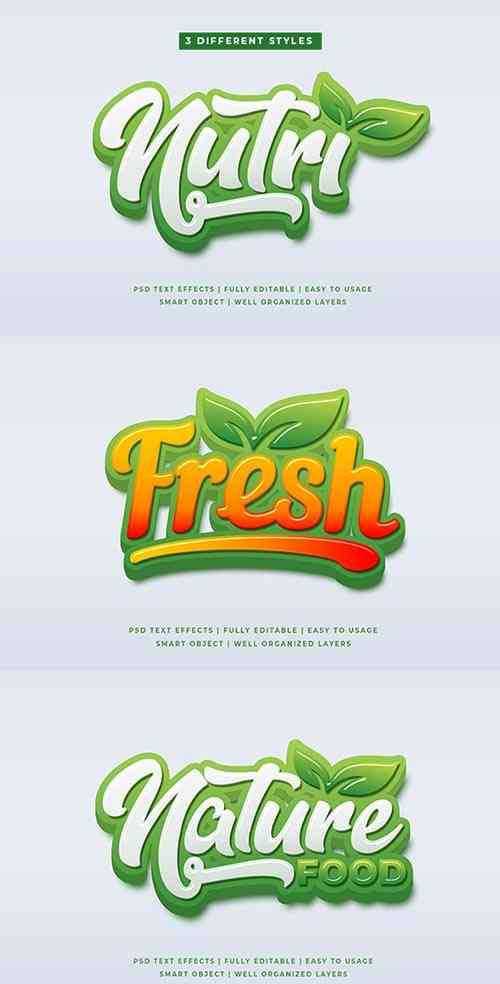 3 DIFFERENT STYLES
Nutri
PSD TEXT EFFECTS | FULLY EDITABLE | EASY TO USAGE
SMART OBJECT | WELL ORGANIZED LAYERS
Fresh
PSD TEXT EFFECTS | FULLY EDITABLE | EASY TO USAGE
SMART OBJECT | WELL ORGANIZED LAYERS
Nature
FOOD
PSD TEXT EFFECTS | FULLY EDITABLE | EASY TO USAGE
SMART OBJECT | WELL ORGANIZED LAYERS